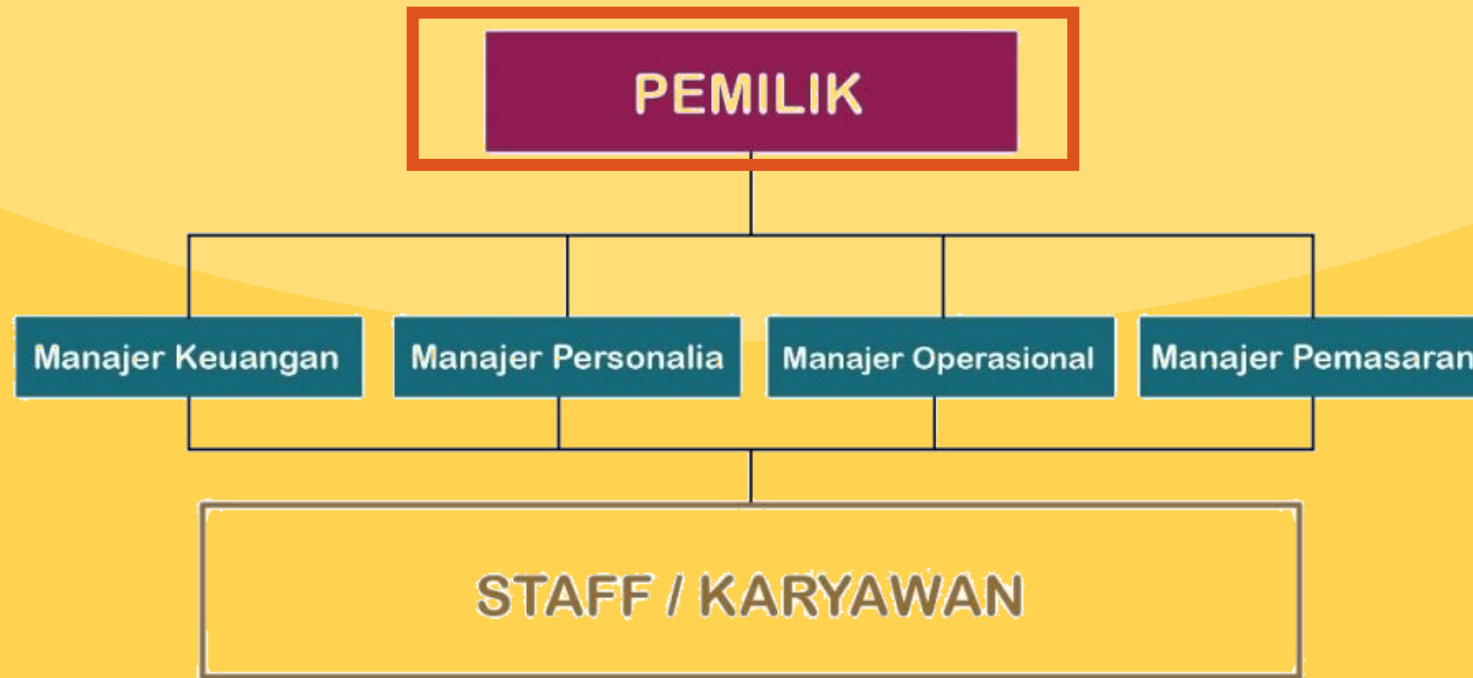 PEMILIK
Manajer Keuangan
Manajer Personalia
Manajer Operasional
Manajer Pemasaran
STAFF / KARYAWAN